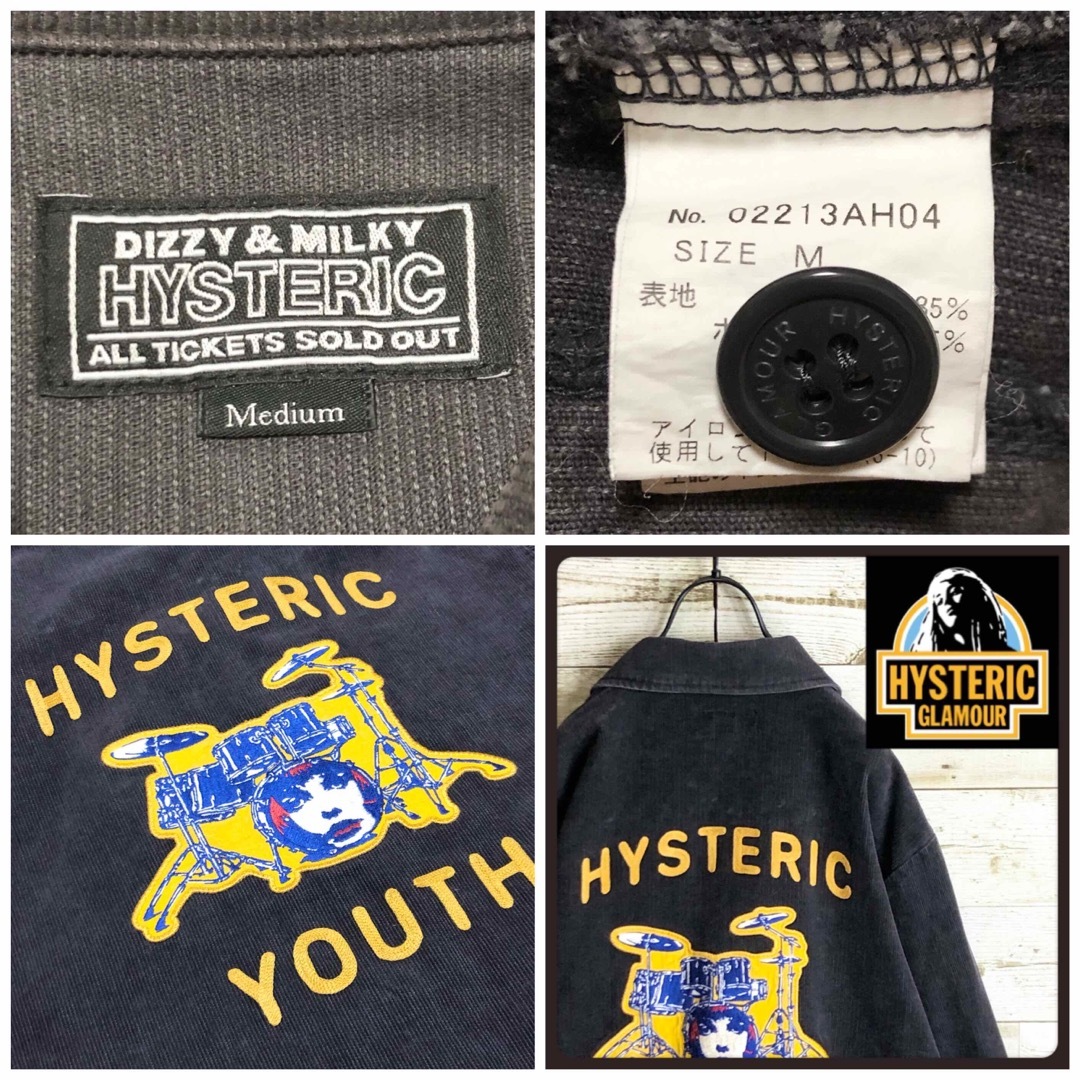 DIZZY & MILKY
HYSTERIC
ALL TICKETS SOLD OUT
Medium
No. 02213AH04
SIZE M
表地
HYSTERIC GLAMOUR
アイロ
使用して
HYSTERIC
YOUTH
HYSTERIC
GLAMOUR
HYSTERIC